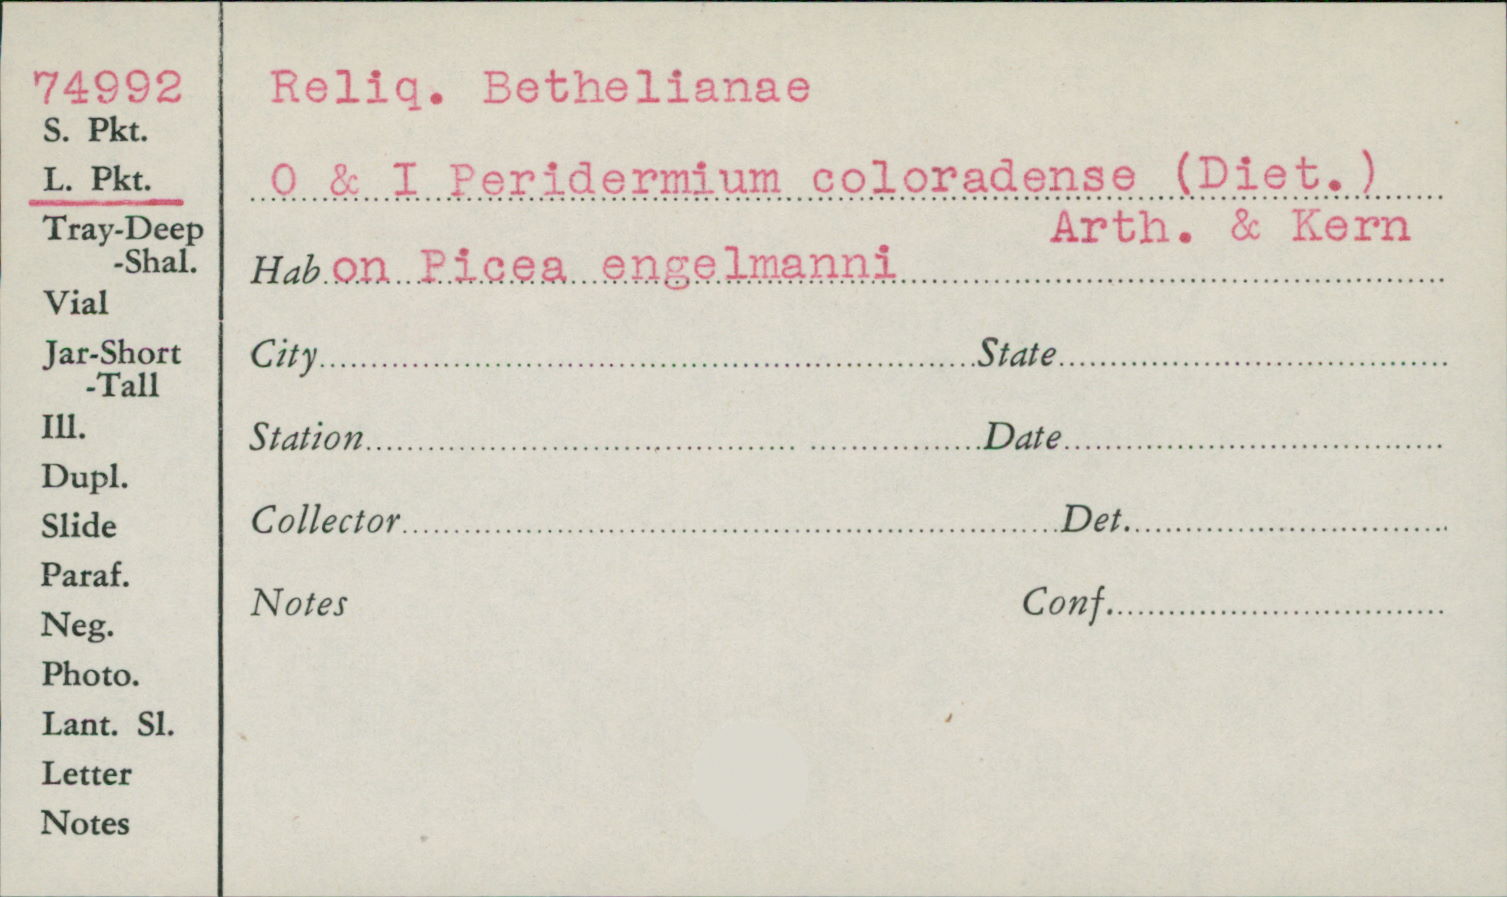 74992
S. Pkt.
L. Pkt.
Tray-Deep
-Shal.
Vial
Jar-Short
-Tall
Ill.
Dupl.
Slide
Paraf.
Neg.
Photo.
Lant. Sl.
Letter
Notes
Reliq. Bethelianae
O & I Peridermium coloradense (Diet.)
Arth. & Kern
Hab on Picea engelmanni
City State
Station Date
Collector Det.
Notes Conf.